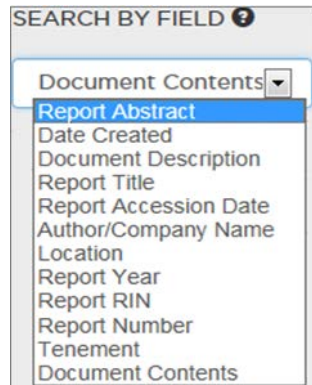 SEARCH BY FIELD ?
Document Contents
Report Abstract
Date Created
Document Description
Report Title
Report Accession Date
Author/Company Name
Location
Report Year
Report RIN
Report Number
Tenement
Document Contents